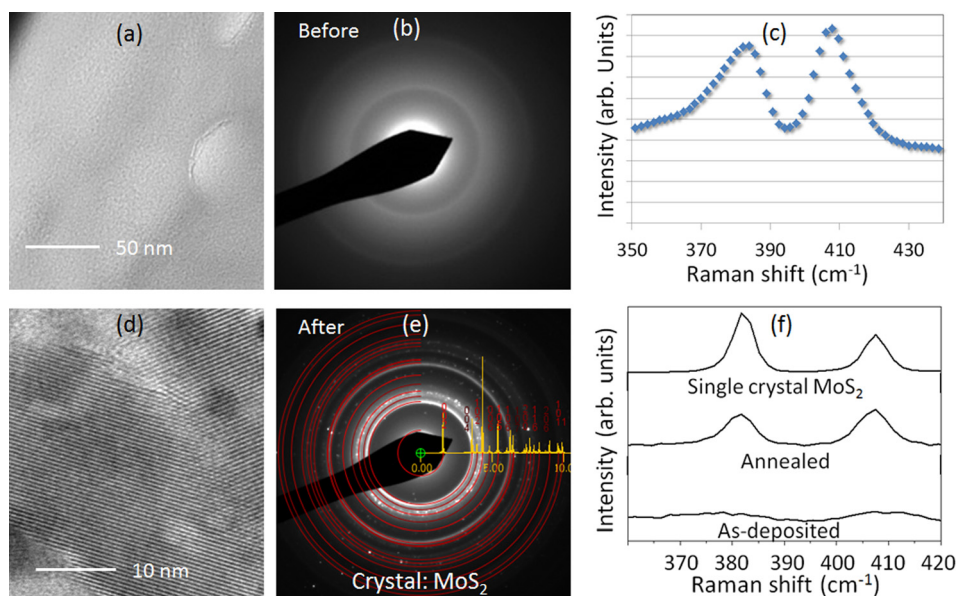 (a)
50 nm
Before
(b)
(c)
Intensity (arb. Units)
350 370 390 410 430
Raman shift (cm-1)
(d)
10 nm
After
(e)
0.00 5.00 10.0
Crystal: MoS2
(f)
Intensity (arb. units)
Single crystal MoS2
Annealed
As-deposited
370 380 390 400 410 420
Raman shift (cm-1)